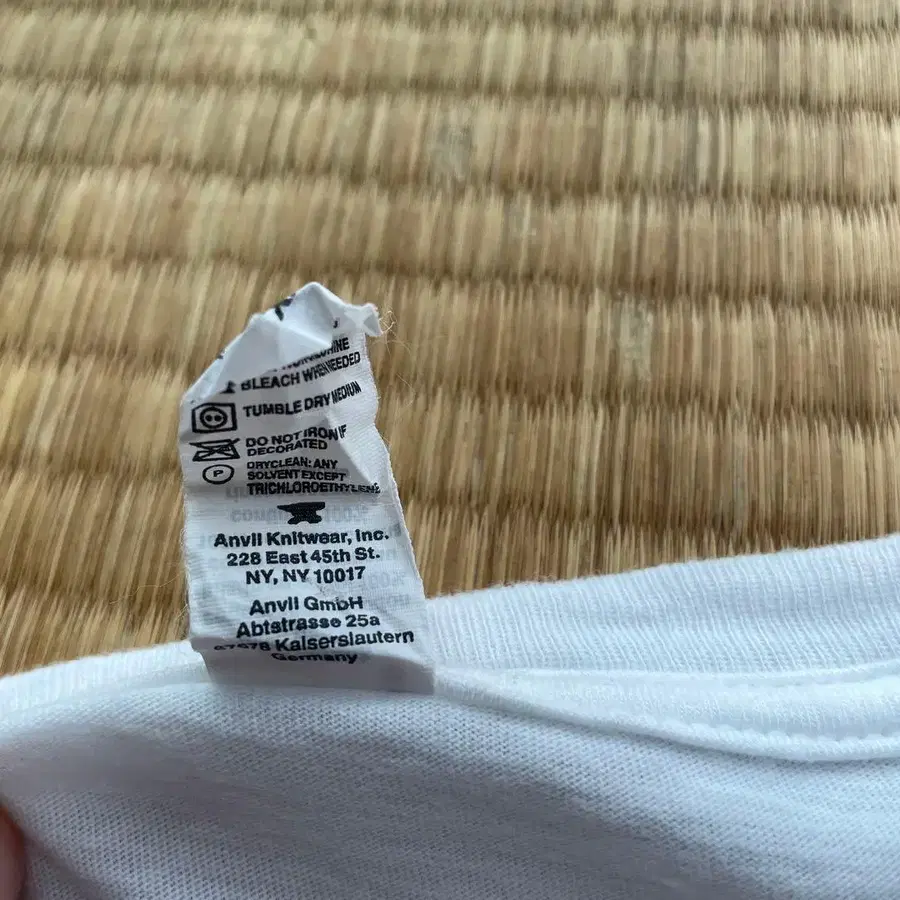 BLEACH WHEN NEEDED
TUMBLE DRY MEDIUM
DO NOT IRON IF
DECORATED
P
DRYCLEAN: ANY
SOLVENT EXCEPT
TRICHLOROETHYLENE
Anvil Knitwear, Inc.
228 East 45th St.
NY, NY 10017
Anvil GmbH
Abtstrasse 25a
Kaiserslautern
Germany